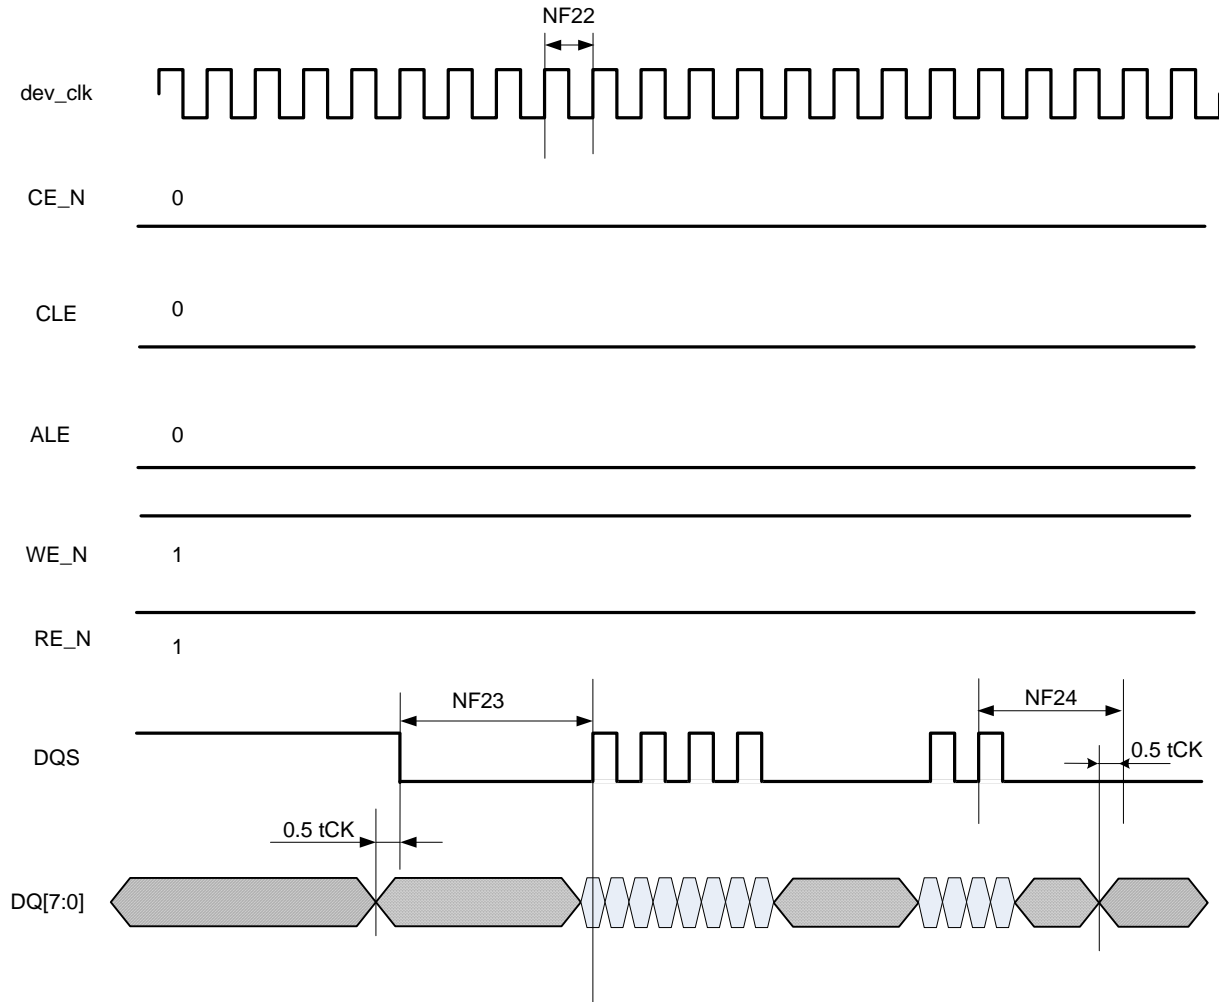 NF22
dev_clk
CE_N 0
CLE 0
ALE 0
WE_N 1
RE_N 1
NF23 NF24
DQS 0.5 tCK
0.5 tCK
DQ[7:0]